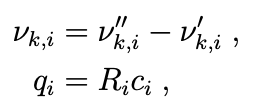 ν_{k,i} = ν''_{k,i} − ν'_{k,i} ,
q_i = R_i c_i ,